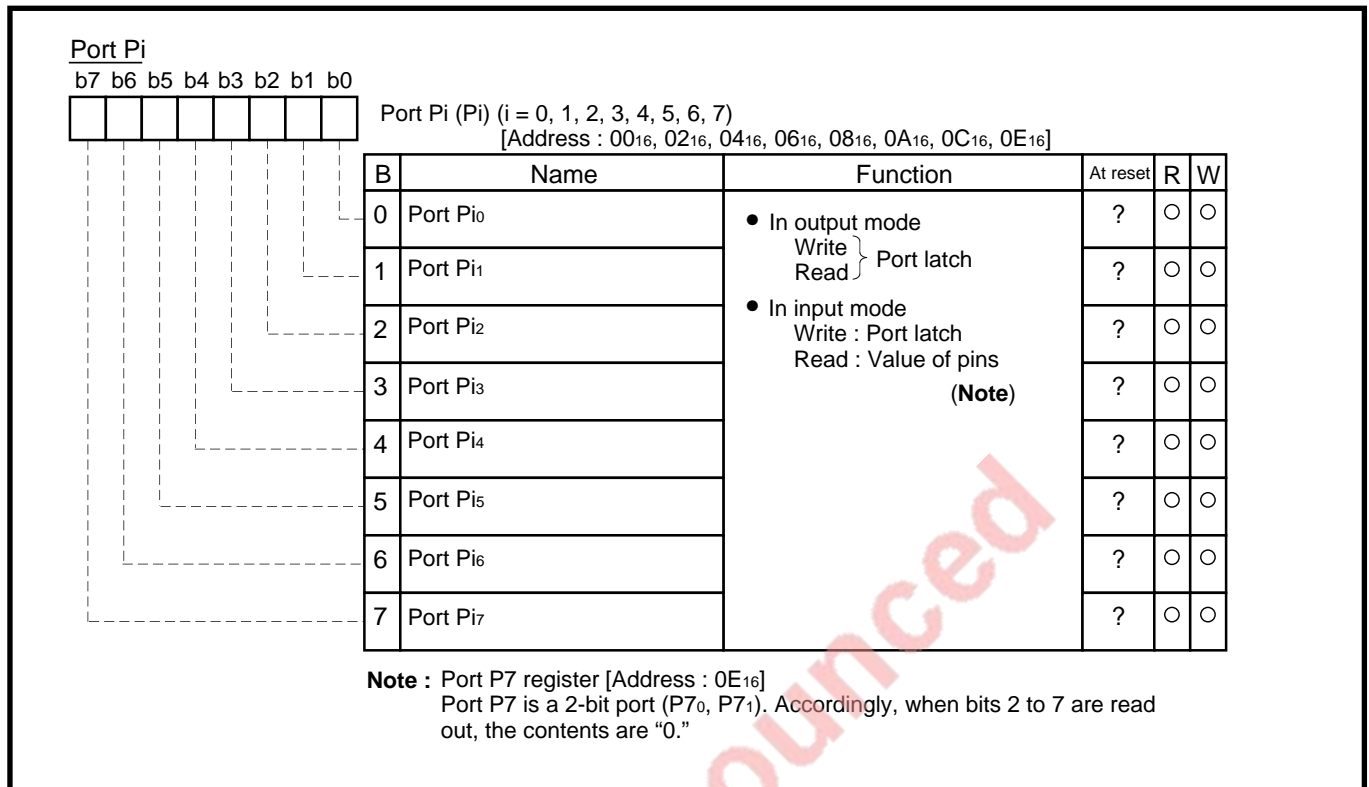 Port Pi
b7 b6 b5 b4 b3 b2 b1 b0
Port Pi (Pi) (i = 0, 1, 2, 3, 4, 5, 6, 7)
[Address : 00₁₆, 02₁₆, 04₁₆, 06₁₆, 08₁₆, 0A₁₆, 0C₁₆, 0E₁₆]
B Name Function At reset R W
0 Port Pi₀ ? ○ ○
1 Port Pi₁ ? ○ ○
2 Port Pi₂ ? ○ ○
3 Port Pi₃ ? ○ ○
4 Port Pi₄ ? ○ ○
5 Port Pi₅ ? ○ ○
6 Port Pi₆ ? ○ ○
7 Port Pi₇ ? ○ ○
● In output mode
Write
Read
Port latch
● In input mode
Write : Port latch
Read : Value of pins
(Note)
Note : Port P7 register [Address : 0E₁₆]
Port P7 is a 2-bit port (P7₀, P7₁). Accordingly, when bits 2 to 7 are read
out, the contents are “0.”
ounced